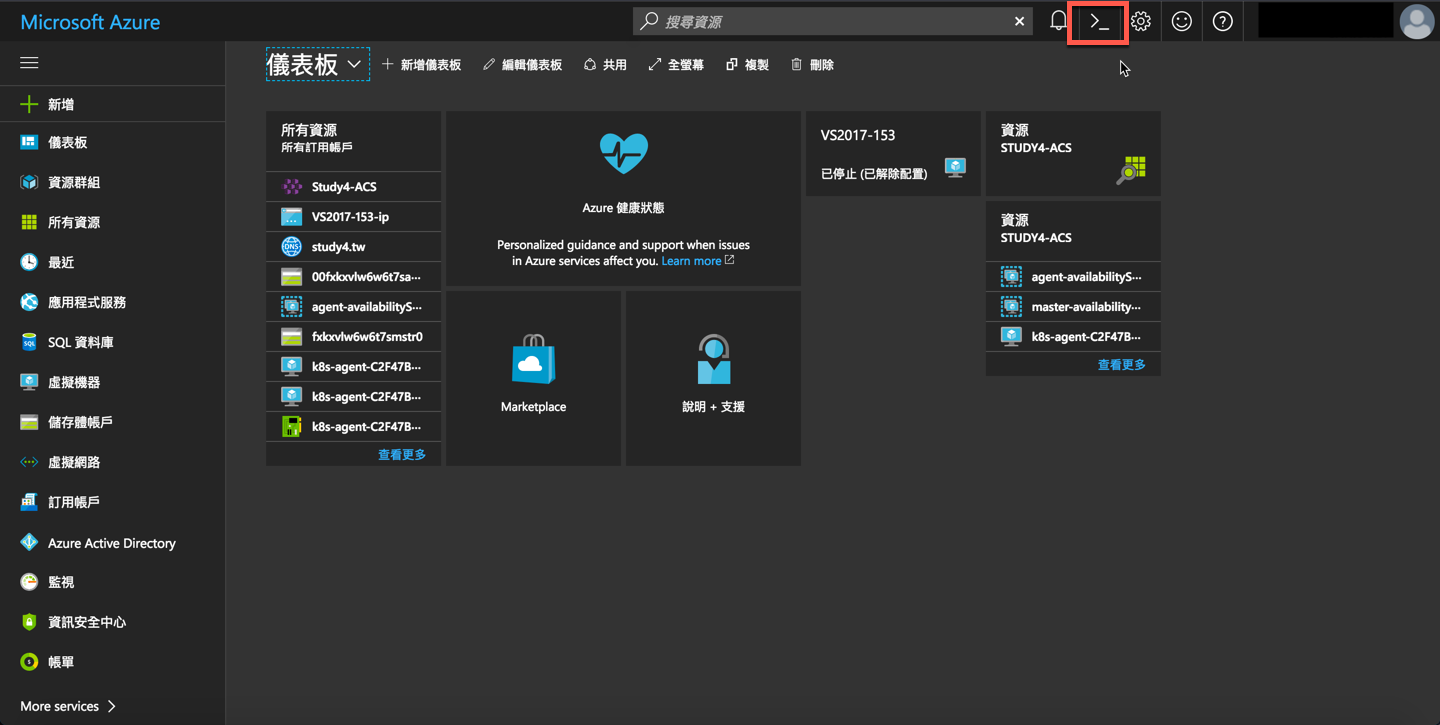 Microsoft Azure
搜尋資源
儀表板
新增儀表板
編輯儀表板
共用
全螢幕
複製
刪除
新增
儀表板
資源群組
所有資源
最近
應用程式服務
SQL 資料庫
虛擬機器
儲存體帳戶
虛擬網路
訂用帳戶
Azure Active Directory
監視
資訊安全中心
帳單
More services
所有資源
所有訂用帳戶
Study4-ACS
VS2017-153-ip
study4.tw
00fxkxvlw6w6t7sa···
agent-availabilityS···
fxkxvlw6w6t7smstr0
k8s-agent-C2F47B···
k8s-agent-C2F47B···
k8s-agent-C2F47B···
查看更多
Azure 健康狀態
Personalized guidance and support when issues
in Azure services affect you. Learn more
Marketplace
說明 + 支援
VS2017-153
已停止 (已解除配置)
資源
STUDY4-ACS
資源
STUDY4-ACS
agent-availabilityS···
master-availability···
k8s-agent-C2F47B···
查看更多